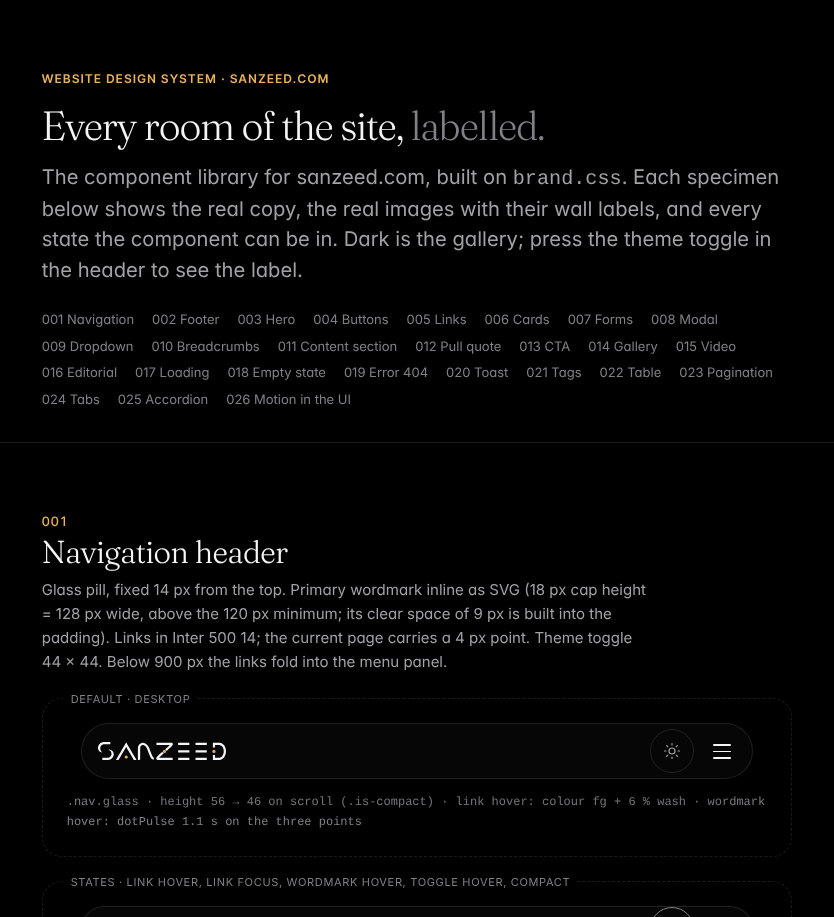 WEBSITE DESIGN SYSTEM · SANZEED.COM
Every room of the site, labelled.
The component library for sanzeed.com, built on brand.css. Each specimen
below shows the real copy, the real images with their wall labels, and every
state the component can be in. Dark is the gallery; press the theme toggle in
the header to see the label.
001 Navigation 002 Footer 003 Hero 004 Buttons 005 Links 006 Cards 007 Forms 008 Modal
009 Dropdown 010 Breadcrumbs 011 Content section 012 Pull quote 013 CTA 014 Gallery 015 Video
016 Editorial 017 Loading 018 Empty state 019 Error 404 020 Toast 021 Tags 022 Table 023 Pagination
024 Tabs 025 Accordion 026 Motion in the UI
001
Navigation header
Glass pill, fixed 14 px from the top. Primary wordmark inline as SVG (18 px cap height
= 128 px wide, above the 120 px minimum; its clear space of 9 px is built into the
padding). Links in Inter 500 14; the current page carries a 4 px point. Theme toggle
44 × 44. Below 900 px the links fold into the menu panel.
DEFAULT · DESKTOP
SANZEED
.nav.glass · height 56 → 46 on scroll (.is-compact) · link hover: colour fg + 6 % wash · wordmark
hover: dotPulse 1.1 s on the three points
STATES · LINK HOVER, LINK FOCUS, WORDMARK HOVER, TOGGLE HOVER, COMPACT